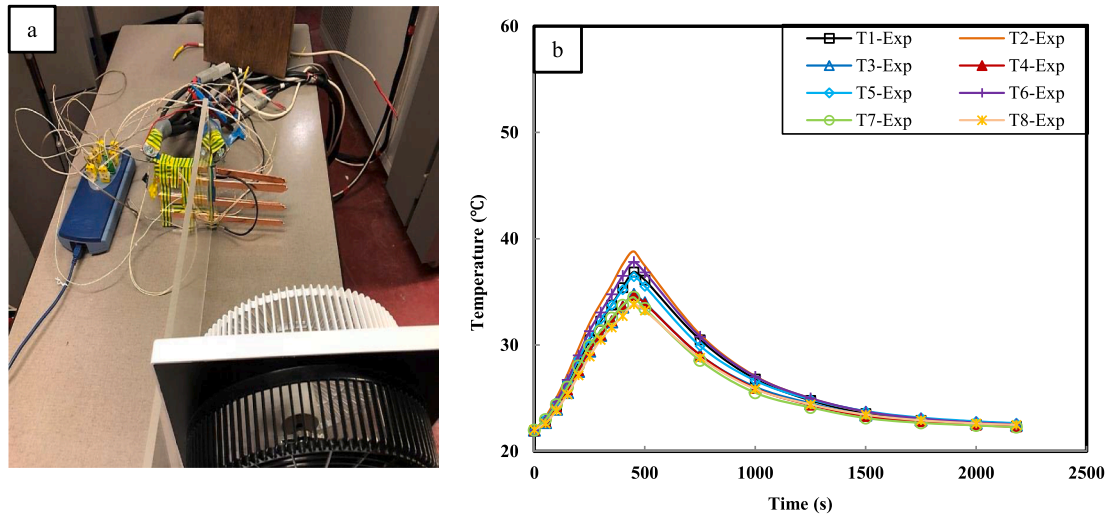 a
b
60
50
40
30
20
0
500
1000
1500
2000
2500
Temperature (℃)
Time (s)
T1-Exp
T2-Exp
T3-Exp
T4-Exp
T5-Exp
T6-Exp
T7-Exp
T8-Exp